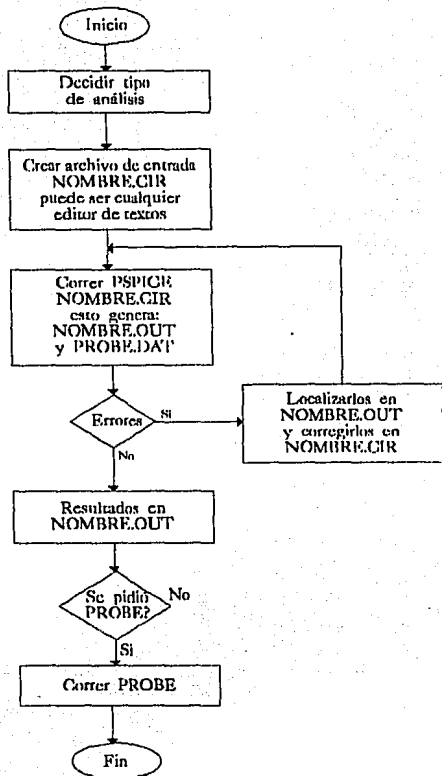 Inicio
Decidir tipo
de análisis
Crear archivo de entrada
NOMBRE.CIR
puede ser cualquier
editor de textos
Correr PSPICE
NOMBRE.CIR
esto genera:
NOMBRE.OUT
y PROBE.DAT
Errores
Si
Localizarlos en
NOMBRE.OUT
y corregirlos en
NOMBRE.CIR
No
Resultados en
NOMBRE.OUT
Se pidió
PROBE?
No
Si
Correr PROBE
Fin